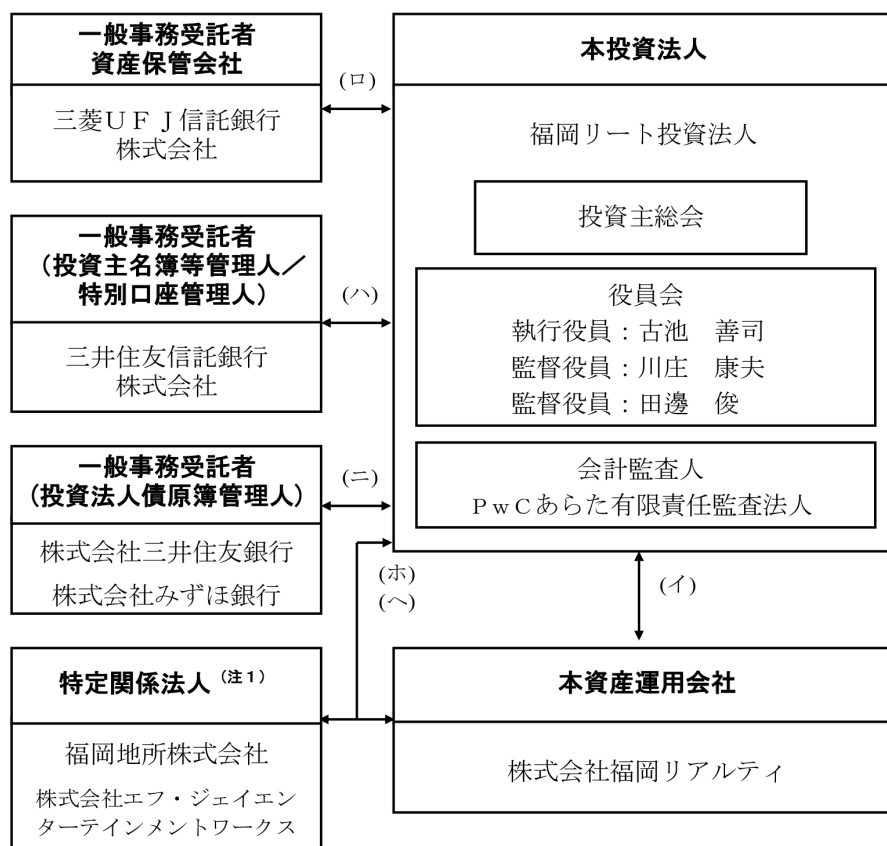 一般事務受託者
資産保管会社
三菱ＵＦＪ信託銀行
株式会社
(ロ)
一般事務受託者
（投資主名簿等管理人／
特別口座管理人）
三井住友信託銀行
株式会社
(ハ)
一般事務受託者
（投資法人債原簿管理人）
株式会社三井住友銀行
株式会社みずほ銀行
(ニ)
特定関係法人（注１）
福岡地所株式会社
株式会社エフ・ジェイエン
ターテインメントワークス
(ホ)
(ヘ)
本投資法人
福岡リート投資法人
投資主総会
役員会
執行役員：古池　善司
監督役員：川庄　康夫
監督役員：田邊　俊
会計監査人
ＰｗＣあらた有限責任監査法人
(イ)
本資産運用会社
株式会社福岡リアルティ